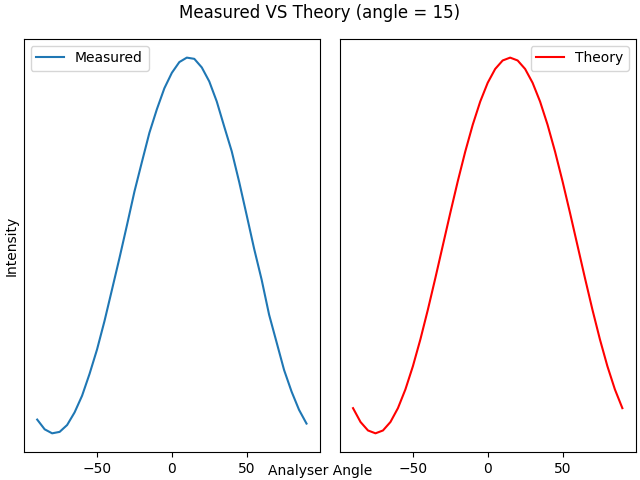 Measured VS Theory (angle = 15)
Measured
Theory
Intensity
−50
0
50
−50
0
50
Analyser Angle